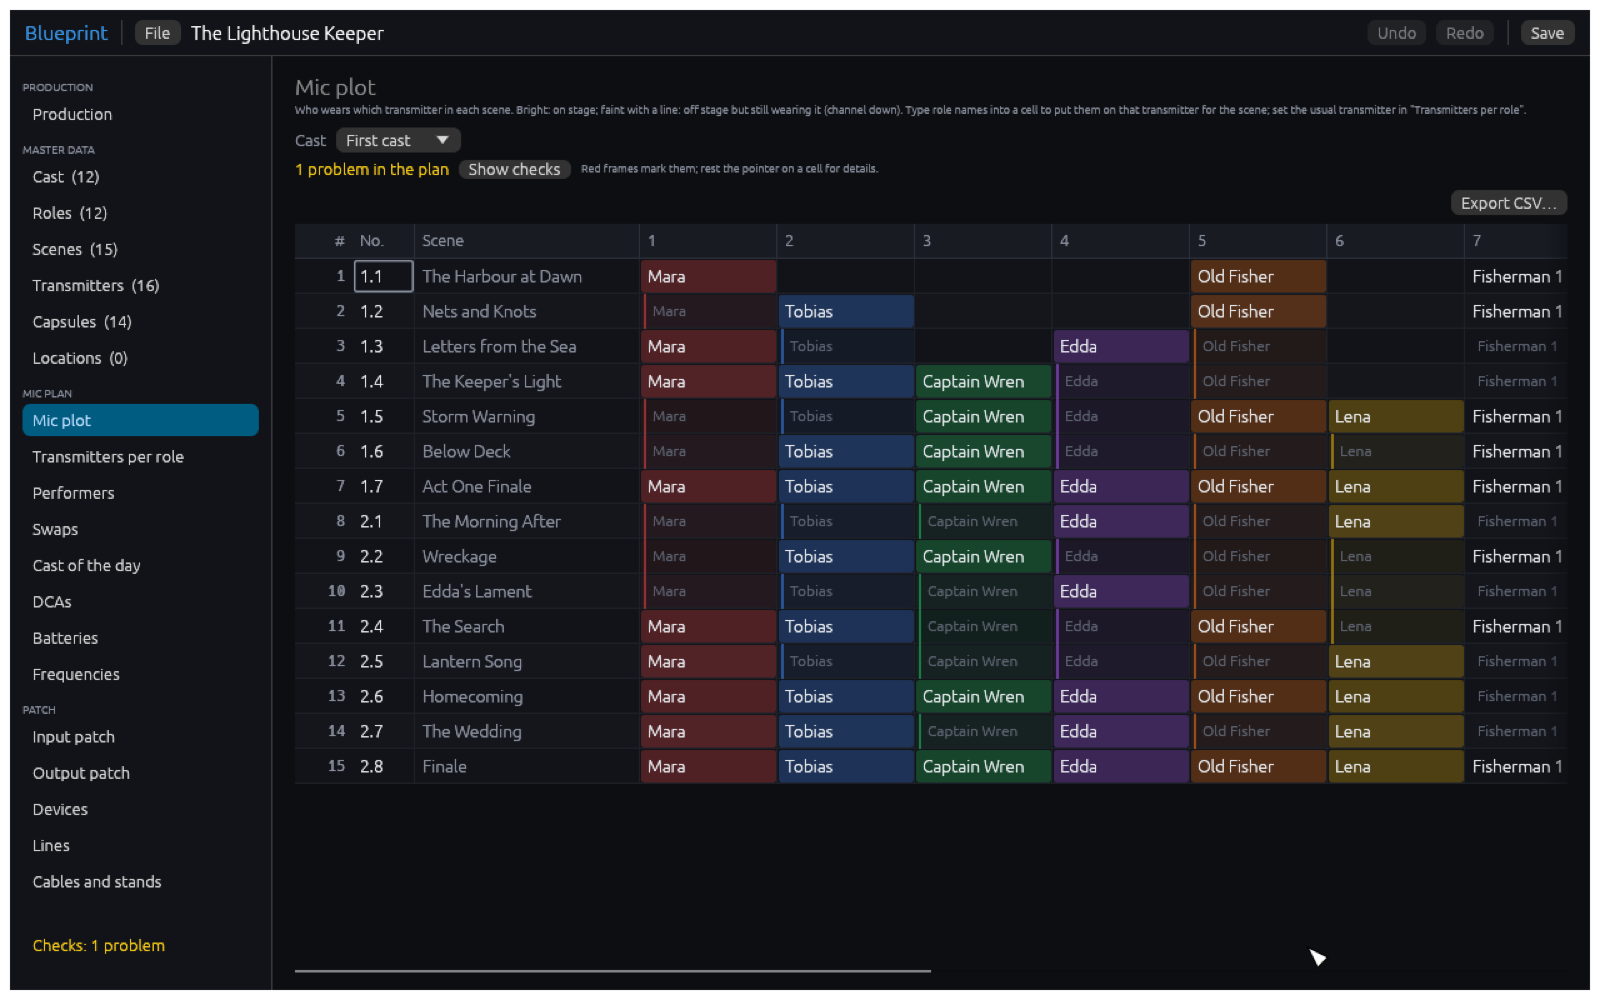 Blueprint File The Lighthouse Keeper Undo Redo Save
PRODUCTION
Production
MASTER DATA
Cast (12)
Roles (12)
Scenes (15)
Transmitters (16)
Capsules (14)
Locations (0)
MIC PLAN
Mic plot
Transmitters per role
Performers
Swaps
Cast of the day
DCAs
Batteries
Frequencies
PATCH
Input patch
Output patch
Devices
Lines
Cables and stands
Checks: 1 problem
Mic plot
Who wears which transmitter in each scene. Bright: on stage; faint with a line: off stage but still wearing it (channel down). Type role names into a cell to put them on that transmitter for the scene; set the usual transmitter in "Transmitters per role".
Cast First cast
1 problem in the plan Show checks Red frames mark them; rest the pointer on a cell for details.
Export CSV...
# No. Scene 1 2 3 4 5 6 7
1 1.1 The Harbour at Dawn Mara Old Fisher Fisherman 1
2 1.2 Nets and Knots Mara Tobias Old Fisher Fisherman 1
3 1.3 Letters from the Sea Mara Tobias Edda Old Fisher Fisherman 1
4 1.4 The Keeper's Light Mara Tobias Captain Wren Edda Old Fisher Fisherman 1
5 1.5 Storm Warning Mara Tobias Captain Wren Edda Old Fisher Lena Fisherman 1
6 1.6 Below Deck Mara Tobias Captain Wren Edda Old Fisher Lena Fisherman 1
7 1.7 Act One Finale Mara Tobias Captain Wren Edda Old Fisher Lena Fisherman 1
8 2.1 The Morning After Mara Tobias Captain Wren Edda Old Fisher Lena Fisherman 1
9 2.2 Wreckage Mara Tobias Captain Wren Edda Old Fisher Lena Fisherman 1
10 2.3 Edda's Lament Mara Tobias Captain Wren Edda Old Fisher Lena Fisherman 1
11 2.4 The Search Mara Tobias Captain Wren Edda Old Fisher Lena Fisherman 1
12 2.5 Lantern Song Mara Tobias Captain Wren Edda Old Fisher Lena Fisherman 1
13 2.6 Homecoming Mara Tobias Captain Wren Edda Old Fisher Lena Fisherman 1
14 2.7 The Wedding Mara Tobias Captain Wren Edda Old Fisher Lena Fisherman 1
15 2.8 Finale Mara Tobias Captain Wren Edda Old Fisher Lena Fisherman 1